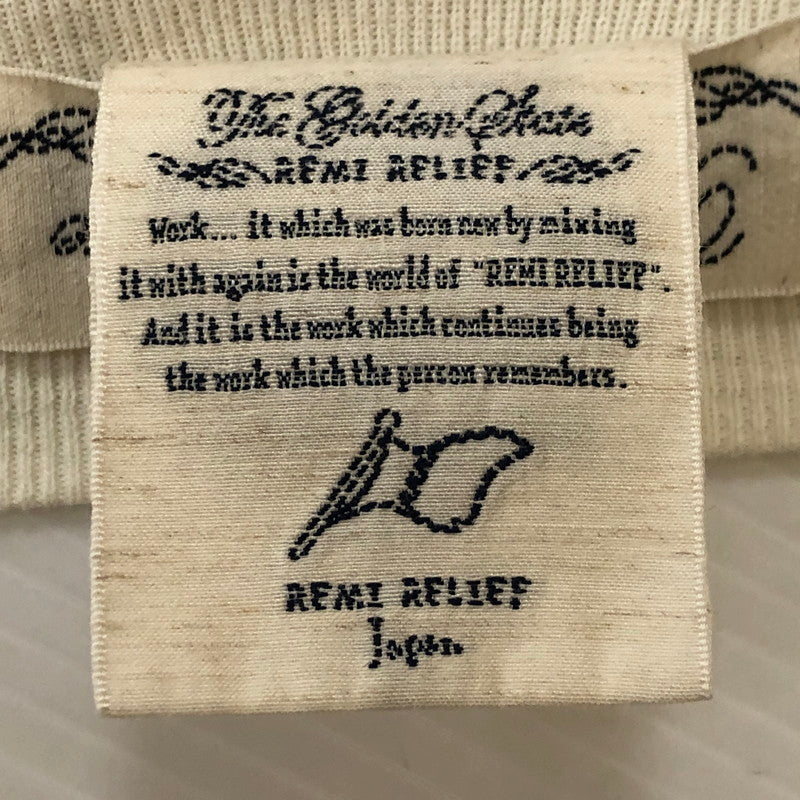 The Golden State
REMI RELIEF
Work... it which was born new by mixing
it with again is the world of "REMI RELIEF".
And it is the work which continues being
the work which the person remembers.
REMI RELIEF
Japan